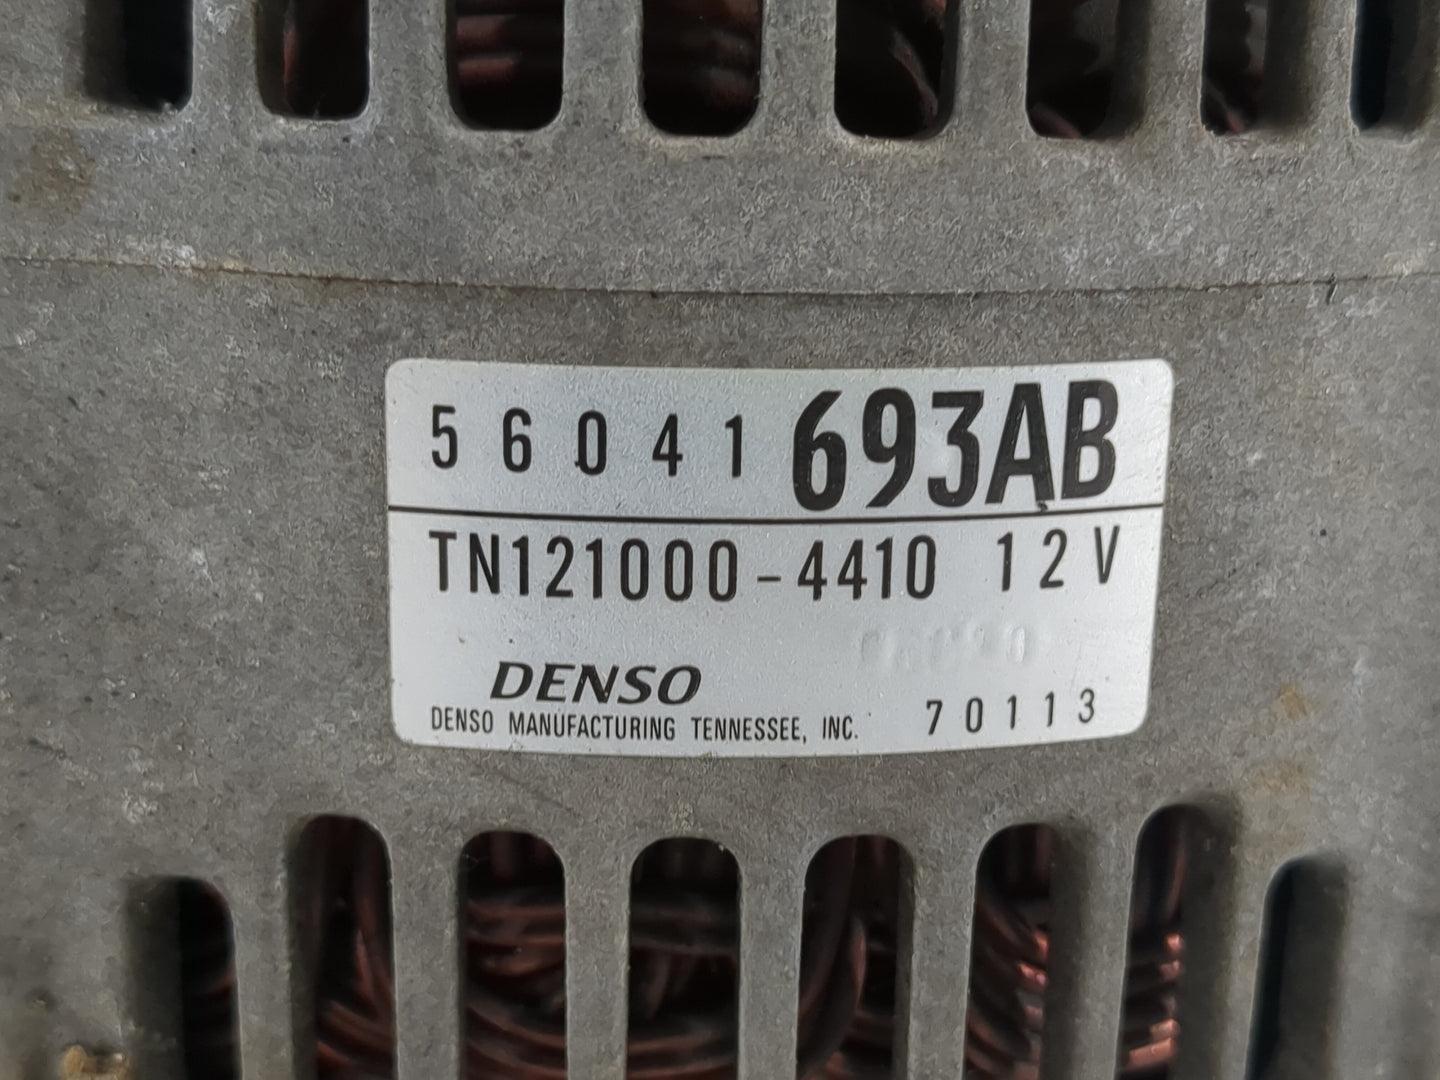 56041693AB
TN121000-4410 12V
DENSO
DENSO MANUFACTURING TENNESSEE, INC. 70113